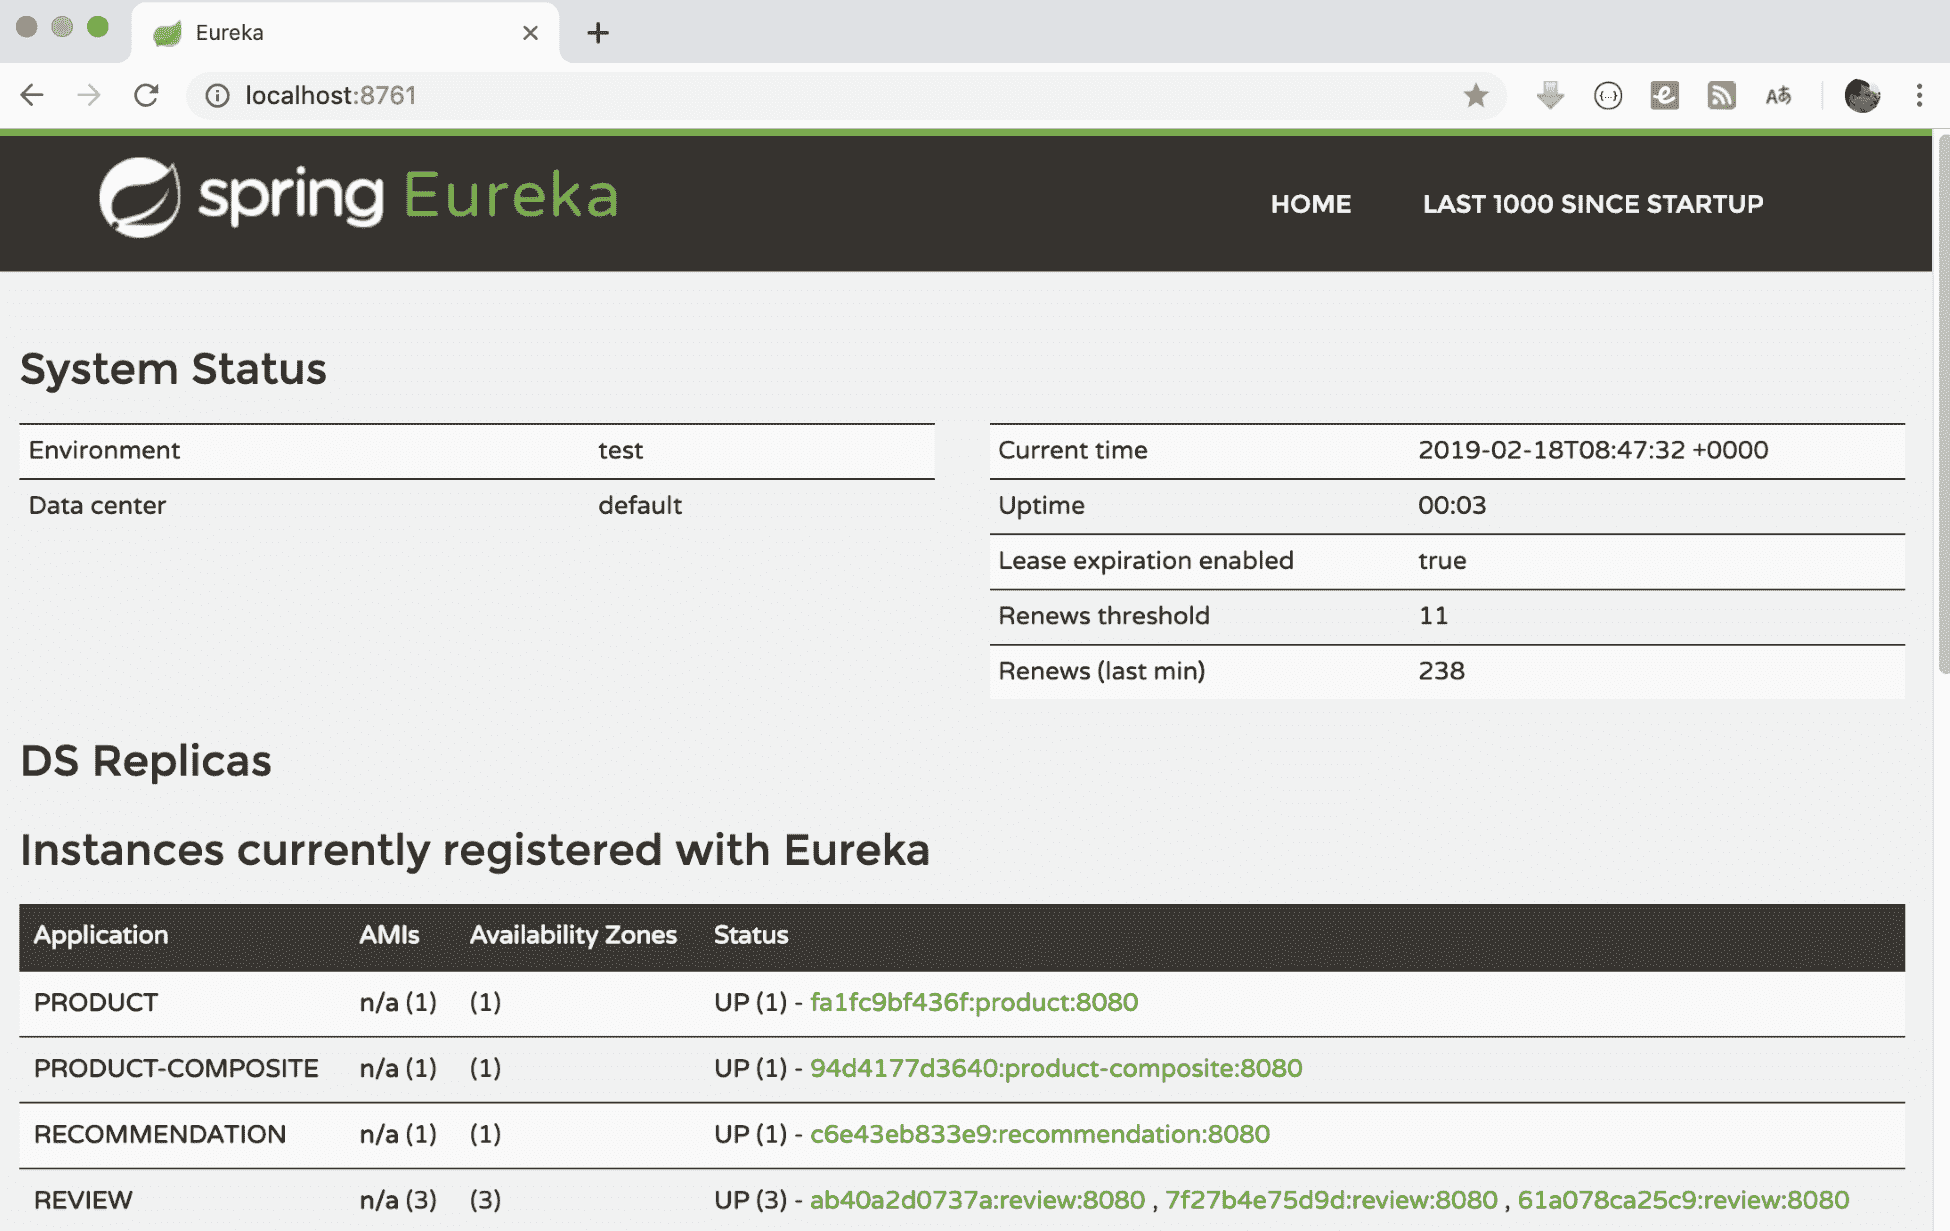 Eureka
localhost:8761
Aあ
spring Eureka
HOME LAST 1000 SINCE STARTUP
System Status
Environment test
Data center default
Current time 2019-02-18T08:47:32 +0000
Uptime 00:03
Lease expiration enabled true
Renews threshold 11
Renews (last min) 238
DS Replicas
Instances currently registered with Eureka
Application AMIs Availability Zones Status
PRODUCT n/a (1) (1) UP (1) - fa1fc9bf436f:product:8080
PRODUCT-COMPOSITE n/a (1) (1) UP (1) - 94d4177d3640:product-composite:8080
RECOMMENDATION n/a (1) (1) UP (1) - c6e43eb833e9:recommendation:8080
REVIEW n/a (3) (3) UP (3) - ab40a2d0737a:review:8080 , 7f27b4e75d9d:review:8080 , 61a078ca25c9:review:8080